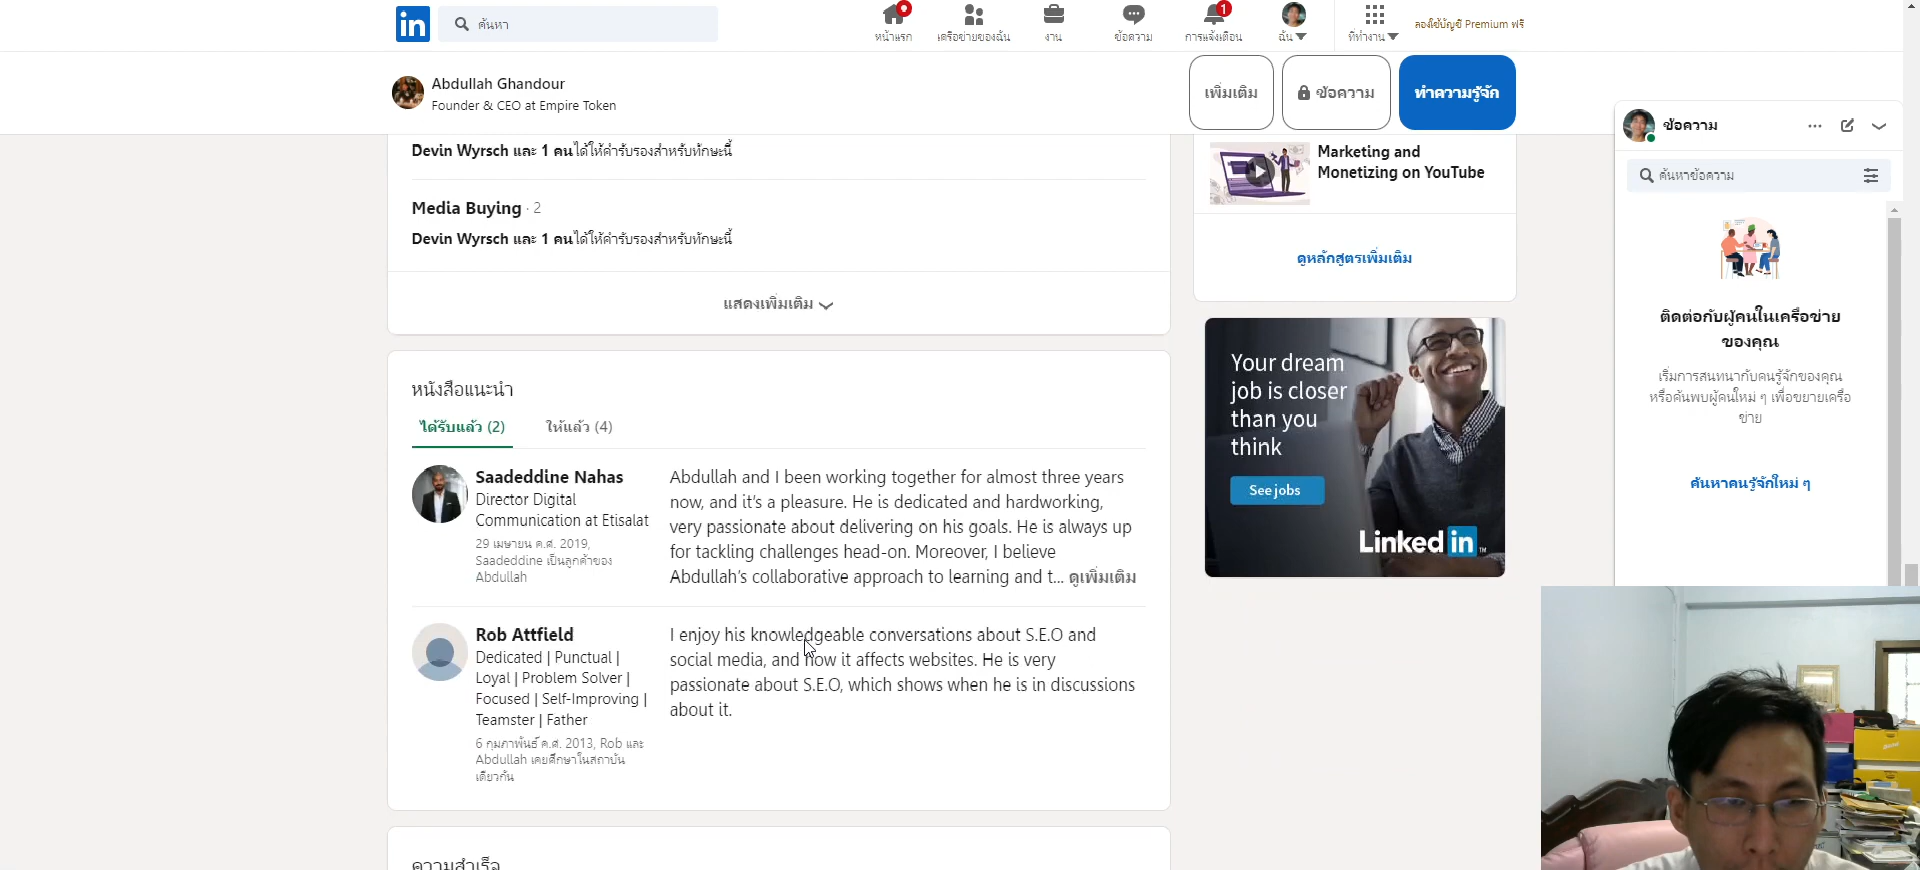 in
ค้นหา
หน้าแรก
เครือข่ายของฉัน
งาน
ข้อความ
1
การแจ้งเตือน
ฉัน
ที่ทำงาน
ลองใช้บัญชี Premium ฟรี
Abdullah Ghandour
Founder & CEO at Empire Token
เพิ่มเติม
ข้อความ
ทำความรู้จัก
Devin Wyrsch และ 1 คนได้ให้คำรับรองสำหรับทักษะนี้
Media Buying · 2
Devin Wyrsch และ 1 คนได้ให้คำรับรองสำหรับทักษะนี้
แสดงเพิ่มเติม
หนังสือแนะนำ
ได้รับแล้ว (2)
ให้แล้ว (4)
Saadeddine Nahas
Director Digital
Communication at Etisalat
29 เมษายน ค.ศ. 2019,
Saadeddine เป็นลูกค้าของ
Abdullah
Abdullah and I been working together for almost three years
now, and it's a pleasure. He is dedicated and hardworking,
very passionate about delivering on his goals. He is always up
for tackling challenges head-on. Moreover, I believe
Abdullah's collaborative approach to learning and t... ดูเพิ่มเติม
Rob Attfield
Dedicated | Punctual |
Loyal | Problem Solver |
Focused | Self-Improving |
Teamster | Father
6 กุมภาพันธ์ ค.ศ. 2013, Rob และ
Abdullah เคยศึกษาในสถาบัน
เดียวกัน
I enjoy his knowledgeable conversations about S.E.O and
social media, and how it affects websites. He is very
passionate about S.E.O, which shows when he is in discussions
about it.
ความสำเร็จ
Marketing and
Monetizing on YouTube
ดูหลักสูตรเพิ่มเติม
Your dream
job is closer
than you
think
See jobs
Linked in
ข้อความ
ค้นหาข้อความ
ติดต่อกับผู้คนในเครือข่าย
ของคุณ
เริ่มการสนทนากับคนรู้จักของคุณ
หรือค้นพบผู้คนใหม่ ๆ เพื่อขยายเครือ
ข่าย
ค้นหาคนรู้จักใหม่ ๆ